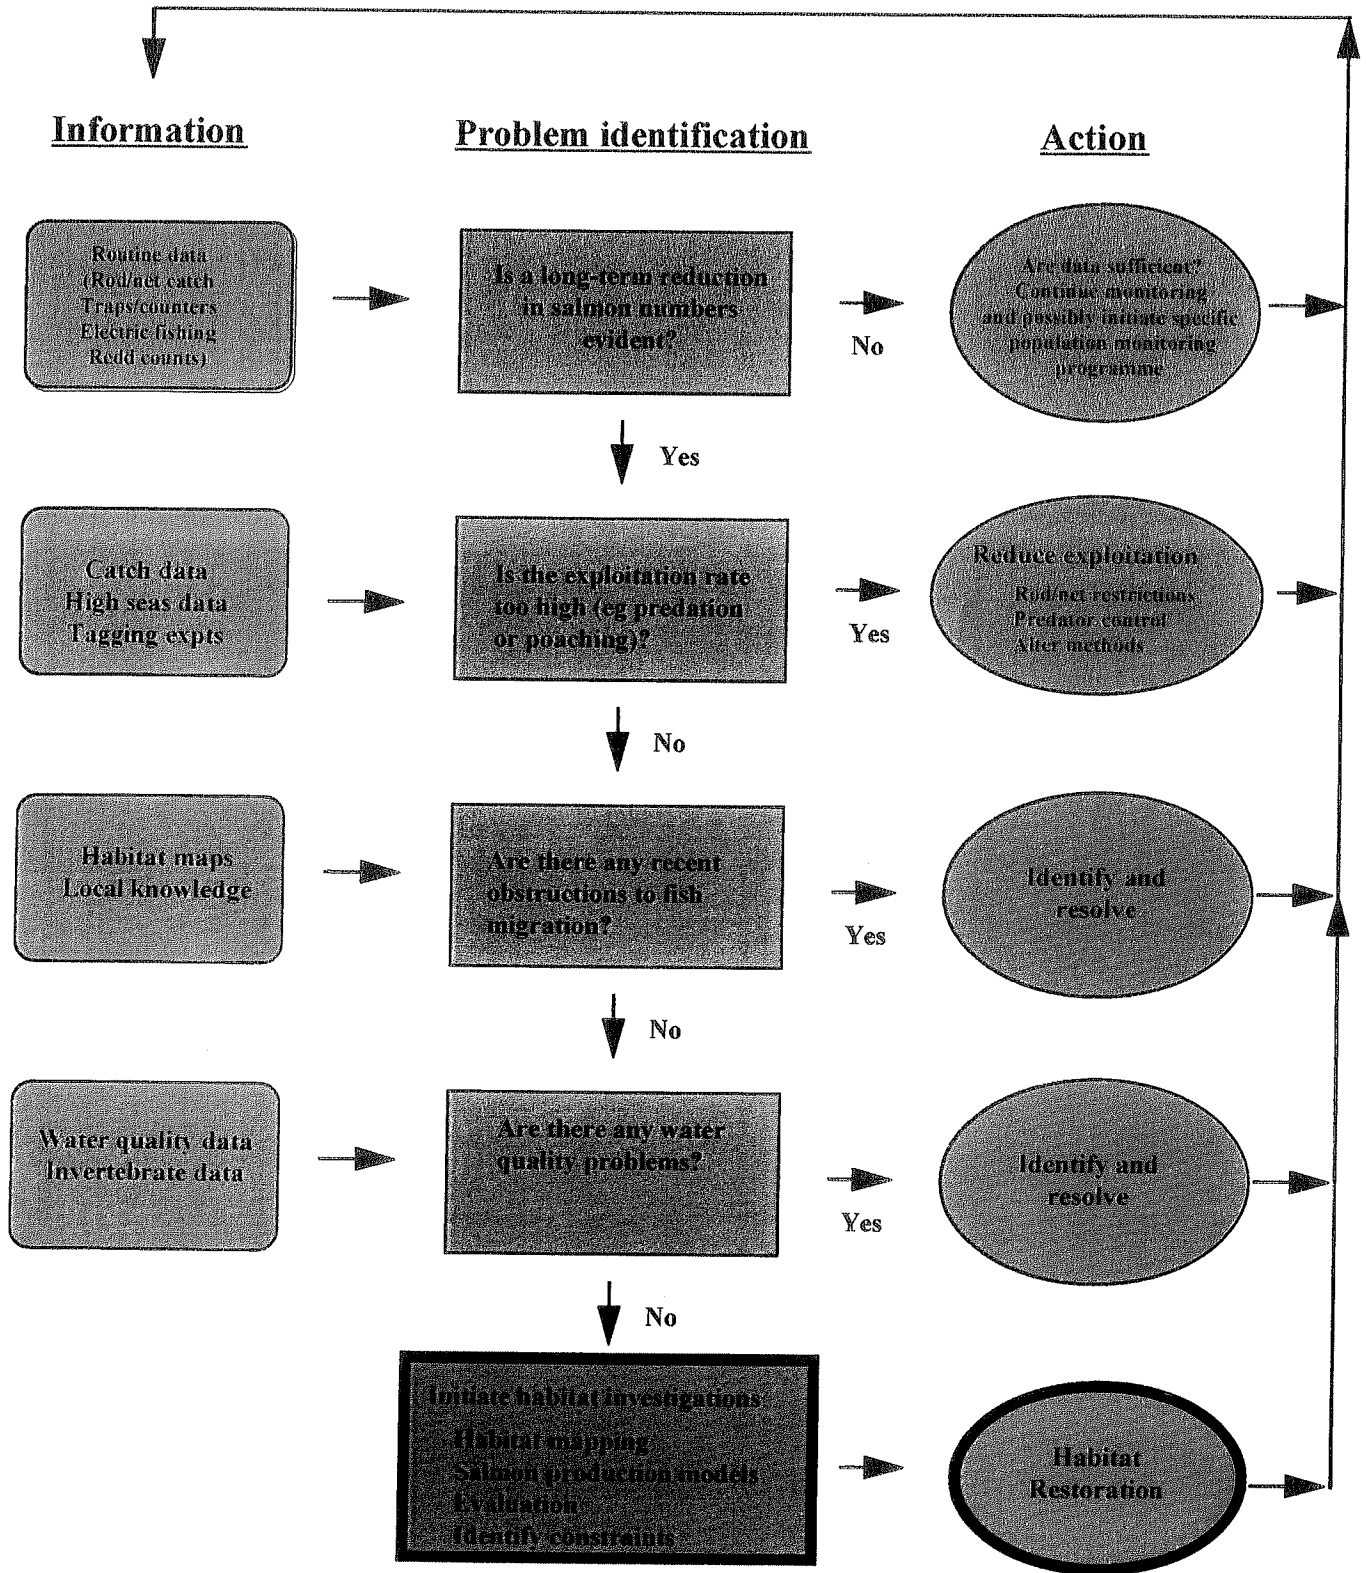 Information
Problem identification
Action
Routine data
(Rod/net catch
Traps/counters
Electric fishing
Redd counts)
Is a long-term reduction
in salmon numbers
evident?
No
Are data sufficient?
Continue monitoring
and possibly initiate specific
population monitoring
programme
Yes
Catch data
High seas data
Tagging expts
Is the exploitation rate
too high (eg predation
or poaching)?
Yes
Reduce exploitation
Rod/net restrictions
Predator control
Alter methods
No
Habitat maps
Local knowledge
Are there any recent
obstructions to fish
migration?
Yes
Identify and
resolve
No
Water quality data
Invertebrate data
Are there any water
quality problems?
Yes
Identify and
resolve
No
Initiate habitat investigations
Habitat mapping
Salmon production models
Evaluation
Identify constraints
Habitat
Restoration